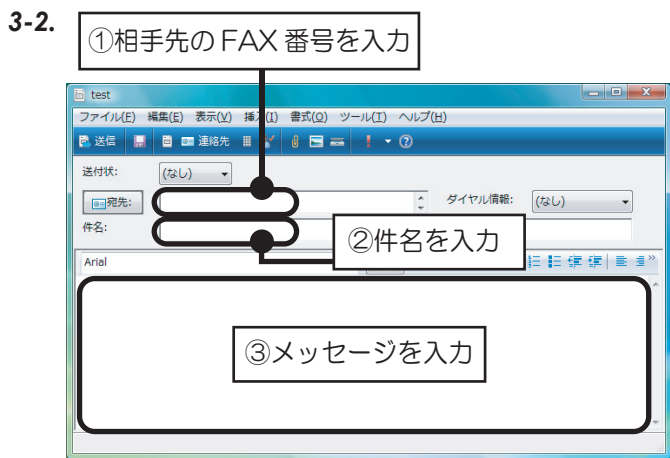 3-2.
①相手先の FAX 番号を入力
test
ファイル(F) 編集(E) 表示(V) 挿入(I) 書式(O) ツール(T) ヘルプ(H)
送信 連絡先
送付状: (なし)
宛先: ダイヤル情報: (なし)
件名:
②件名を入力
Arial
③メッセージを入力